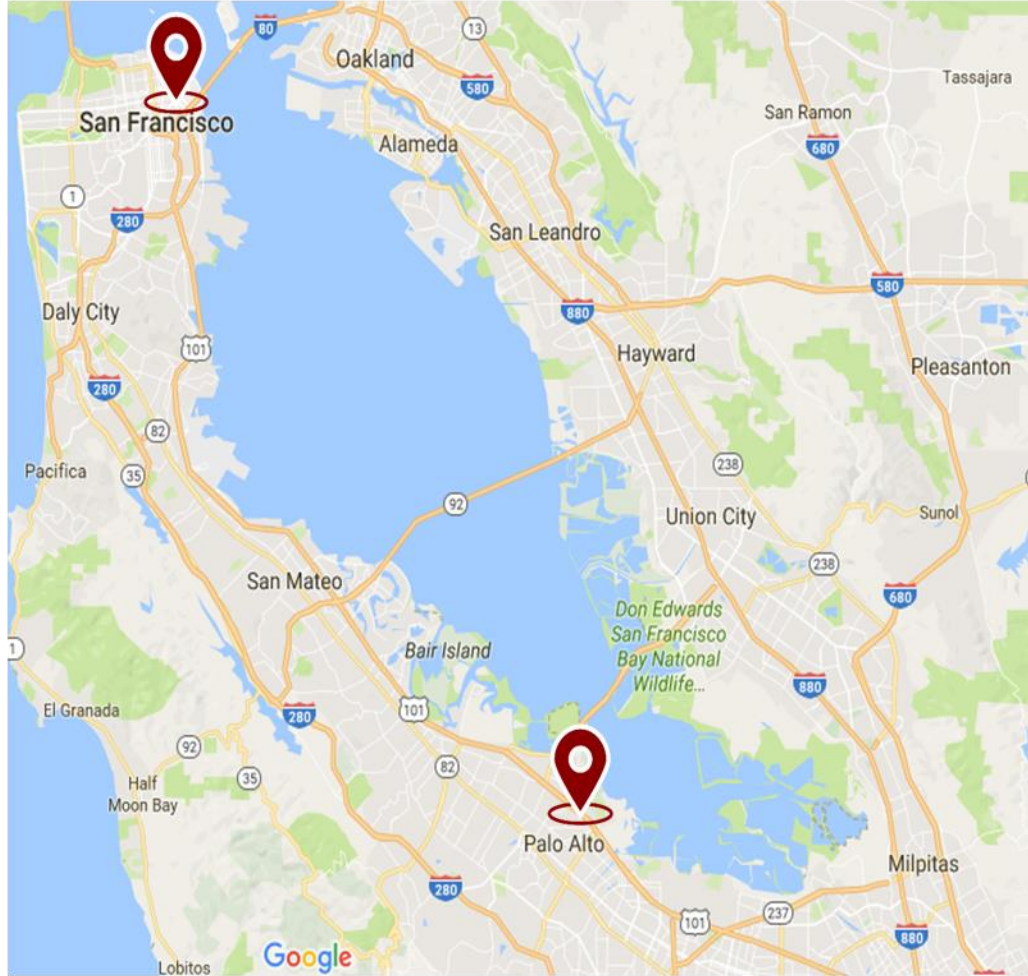 80
13
Oakland
580
Tassajara
San Ramon
680
San Francisco
Alameda
1
280
San Leandro
580
880
Daly City
101
Hayward
Pleasanton
280
82
Pacifica
35
238
92
Sunol
Union City
238
San Mateo
680
Don Edwards
San Francisco
Bay National
Wildlife...
1
Bair Island
880
El Granada
280
101
92
35
82
Half
Moon Bay
Palo Alto
Milpitas
280
237
101
880
Google
Lobitos